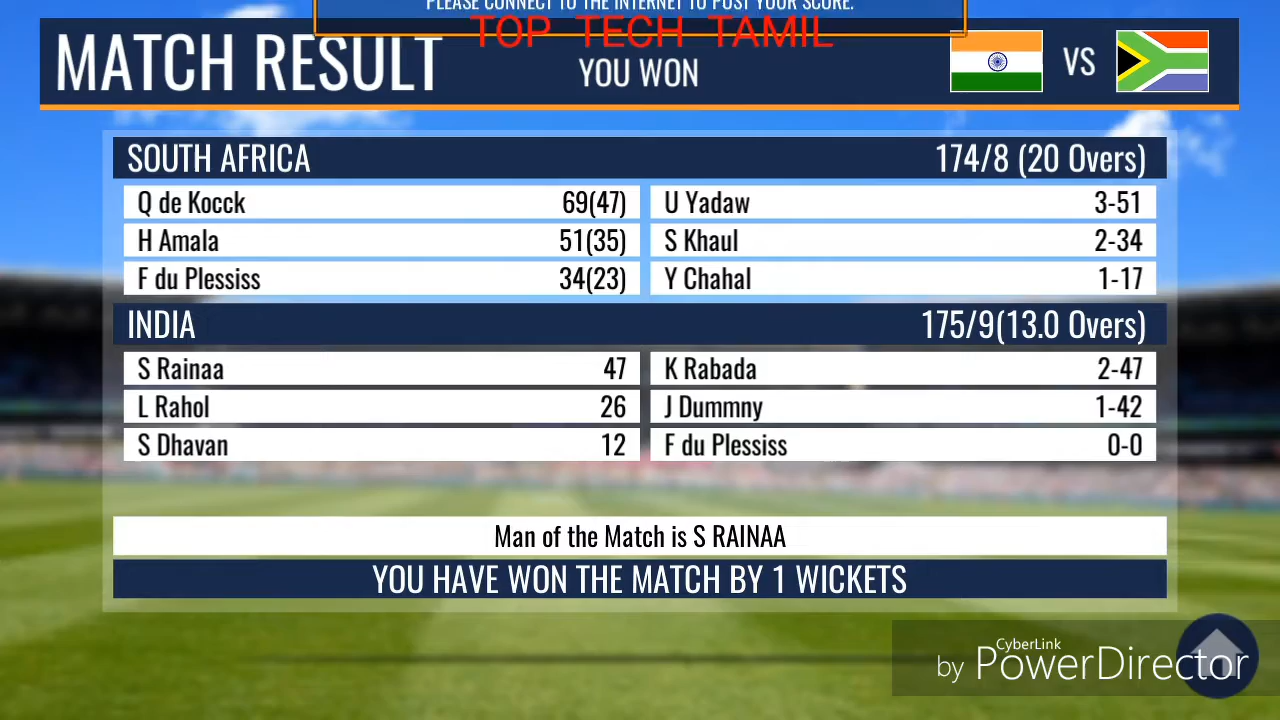 PLEASE CONNECT TO THE INTERNET TO POST YOUR SCORE.
TOP TECH TAMIL
MATCH RESULT
YOU WON
VS
SOUTH AFRICA 174/8 (20 Overs)
Q de Kocck 69(47) U Yadaw 3-51
H Amala 51(35) S Khaul 2-34
F du Plessiss 34(23) Y Chahal 1-17
INDIA 175/9(13.0 Overs)
S Rainaa 47 K Rabada 2-47
L Rahol 26 J Dummny 1-42
S Dhavan 12 F du Plessiss 0-0
Man of the Match is S RAINAA
YOU HAVE WON THE MATCH BY 1 WICKETS
CyberLink
by PowerDirector